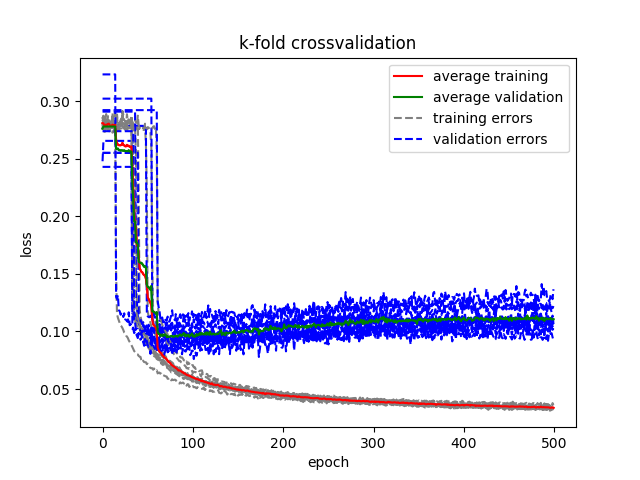 k-fold crossvalidation
average training
average validation
training errors
validation errors
loss
0.30
0.25
0.20
0.15
0.10
0.05
0 100 200 300 400 500
epoch